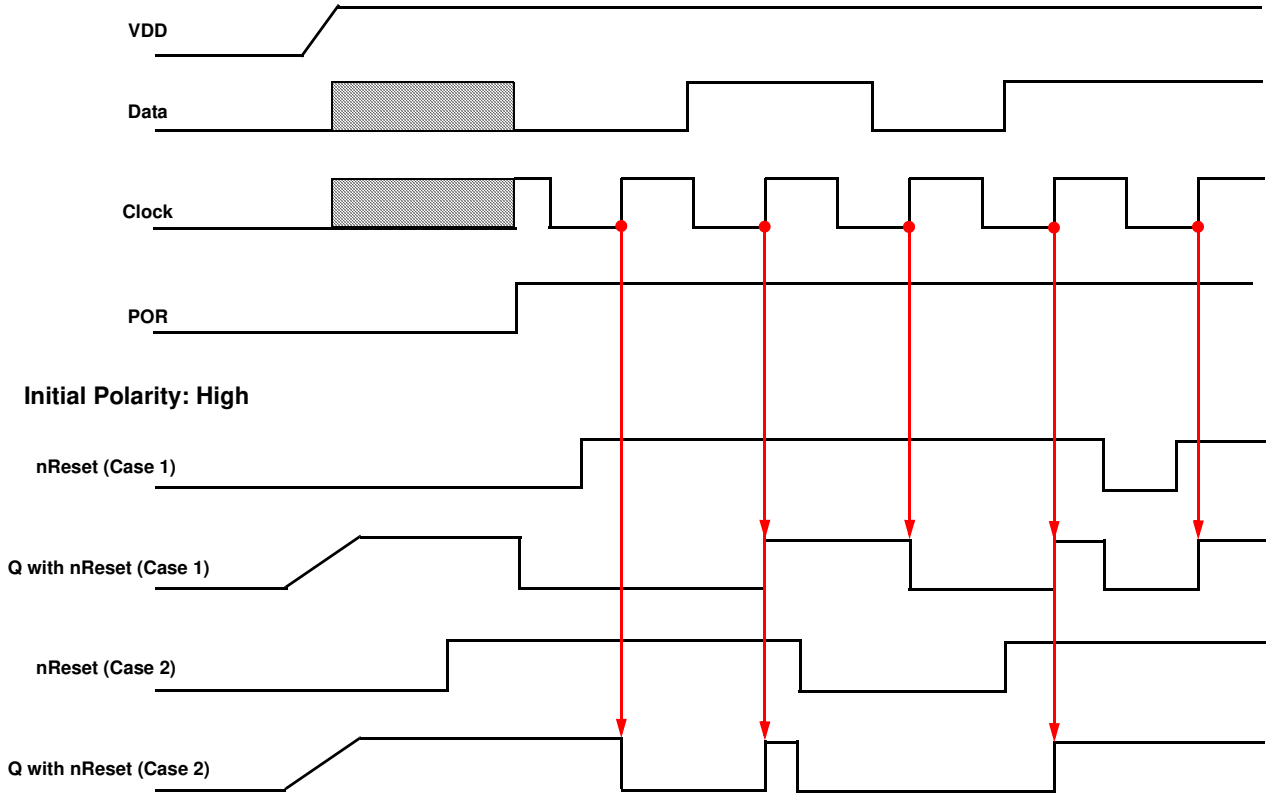 VDD
Data
Clock
POR
Initial Polarity: High
nReset (Case 1)
Q with nReset (Case 1)
nReset (Case 2)
Q with nReset (Case 2)